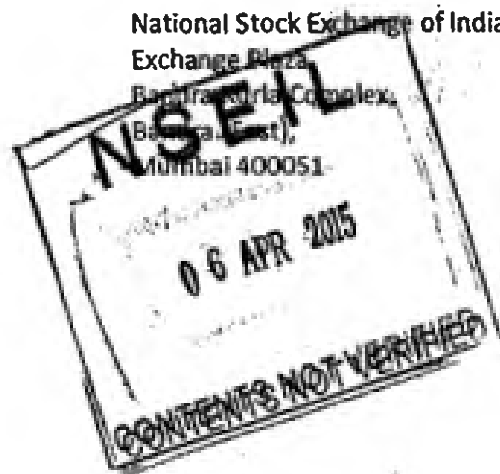 National Stock Exchange of India
Exchange Plaza,
Bandra Kurla Complex,
Bandra (East),
Mumbai 400051
NSEIL
06 APR 2015
CONTENTS NOT VERIFIED